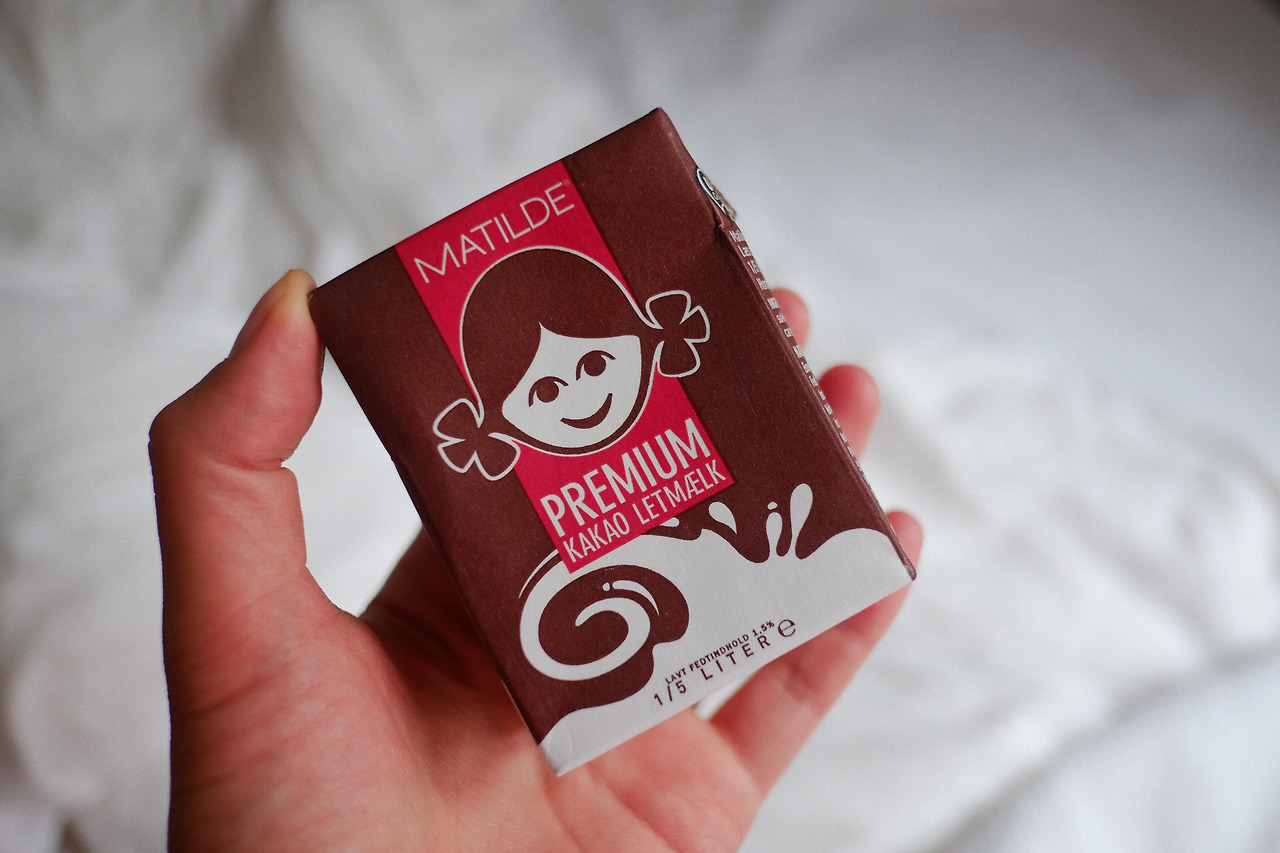 MATILDE
PREMIUM
KAKAO LETMÆLK
LAVT FEDTINDHOLD 1,5%
1/5 LITER ℮